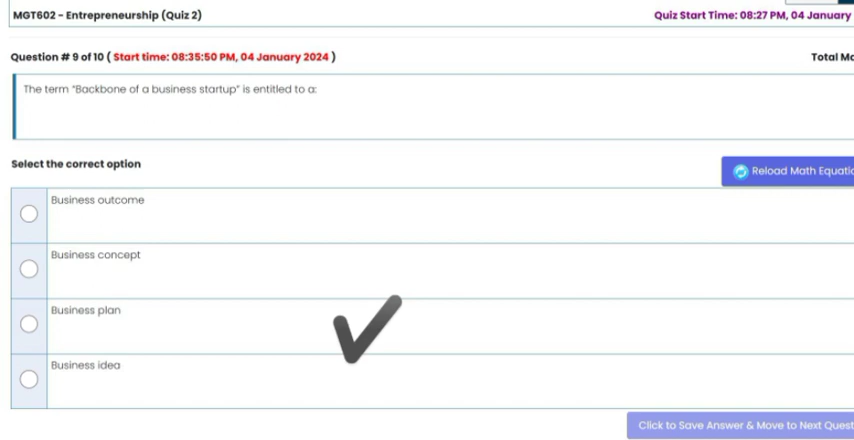 MGT602 - Entrepreneurship (Quiz 2)
Quiz Start Time: 08:27 PM, 04 January
Question # 9 of 10 ( Start time: 08:35:50 PM, 04 January 2024 )
Total
The term "Backbone of a business startup" is entitled to a:
Select the correct option
Reload Math
Business outcome
Business concept
Business plan
Business idea
Click to Save Answer & Move to Next